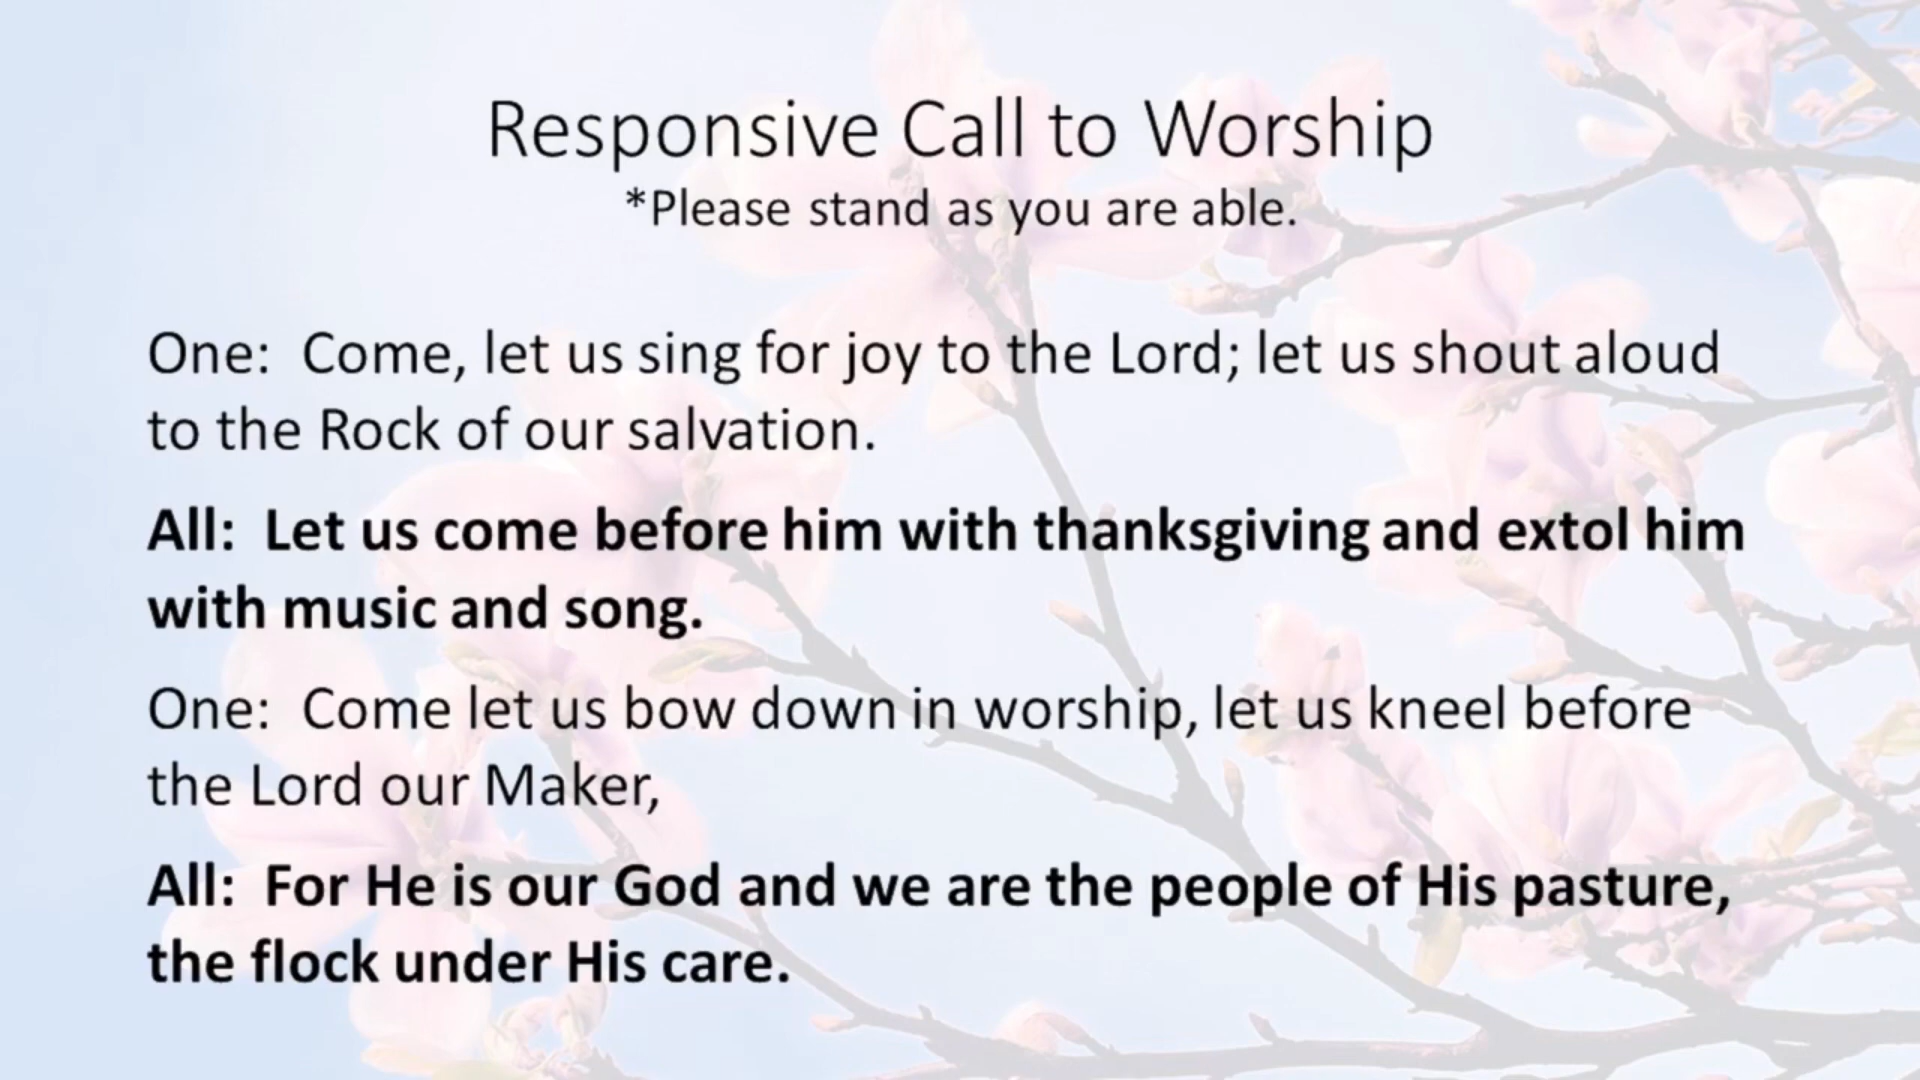 Responsive Call to Worship
*Please stand as you are able.
One:  Come, let us sing for joy to the Lord; let us shout aloud
to the Rock of our salvation.
All:  Let us come before him with thanksgiving and extol him
with music and song.
One:  Come let us bow down in worship, let us kneel before
the Lord our Maker,
All:  For He is our God and we are the people of His pasture,
the flock under His care.